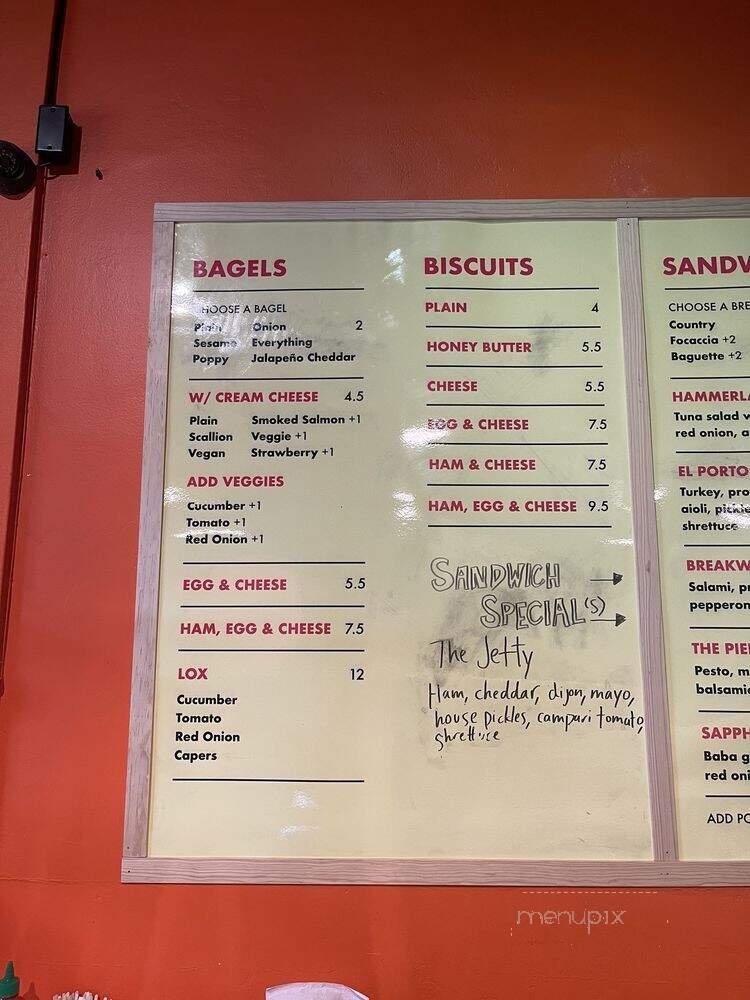 BAGELS
CHOOSE A BAGEL
Plain Onion 2
Sesame Everything
Poppy Jalapeño Cheddar
W/ CREAM CHEESE 4.5
Plain Smoked Salmon +1
Scallion Veggie +1
Vegan Strawberry +1
ADD VEGGIES
Cucumber +1
Tomato +1
Red Onion +1
EGG & CHEESE 5.5
HAM, EGG & CHEESE 7.5
LOX 12
Cucumber
Tomato
Red Onion
Capers
BISCUITS
PLAIN 4
HONEY BUTTER 5.5
CHEESE 5.5
EGG & CHEESE 7.5
HAM & CHEESE 7.5
HAM, EGG & CHEESE 9.5
SANDWICH
SPECIAL(S)
The Jetty
Ham, cheddar, dijon, mayo,
house pickles, campari tomato,
shrettuce
SANDW
CHOOSE A BRE
Country
Focaccia +2
Baguette +2
HAMMERLA
Tuna salad w
red onion, a
EL PORTO
Turkey, pro
aioli, pickle
shrettuce
BREAKW
Salami, pr
pepperon
THE PIE
Pesto, m
balsamic
SAPPH
Baba g
red oni
ADD PO
menupix